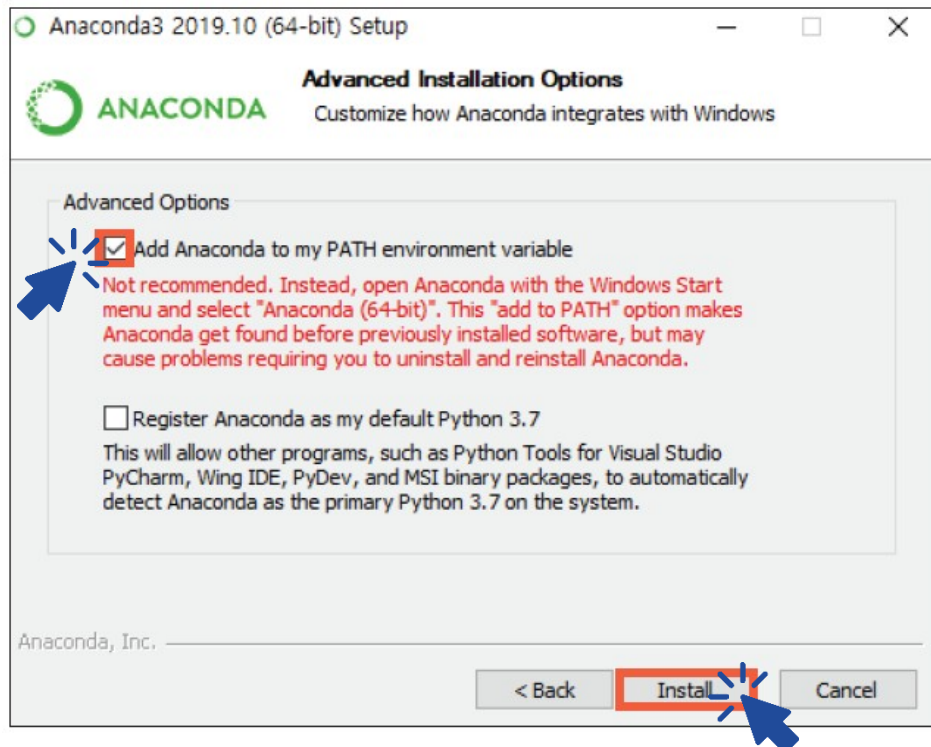 Anaconda3 2019.10 (64-bit) Setup
ANACONDA
Advanced Installation Options
Customize how Anaconda integrates with Windows
Advanced Options
Add Anaconda to my PATH environment variable
Not recommended. Instead, open Anaconda with the Windows Start
menu and select "Anaconda (64-bit)". This "add to PATH" option makes
Anaconda get found before previously installed software, but may
cause problems requiring you to uninstall and reinstall Anaconda.
Register Anaconda as my default Python 3.7
This will allow other programs, such as Python Tools for Visual Studio
PyCharm, Wing IDE, PyDev, and MSI binary packages, to automatically
detect Anaconda as the primary Python 3.7 on the system.
Anaconda, Inc.
< Back Install Cancel